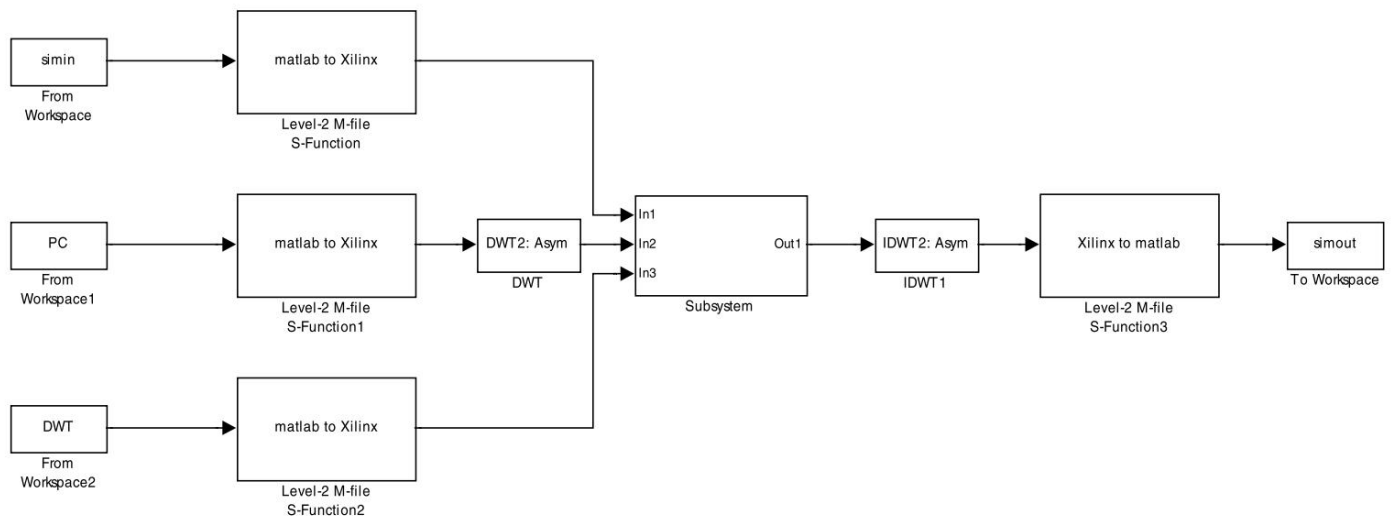 simin
From
Workspace
matlab to Xilinx
Level-2 M-file
S-Function
PC
From
Workspace1
matlab to Xilinx
Level-2 M-file
S-Function1
DWT2: Asym
DWT
In1
In2
In3
Out1
Subsystem
IDWT2: Asym
IDWT1
Xilinx to matlab
Level-2 M-file
S-Function3
simout
To Workspace
DWT
From
Workspace2
matlab to Xilinx
Level-2 M-file
S-Function2